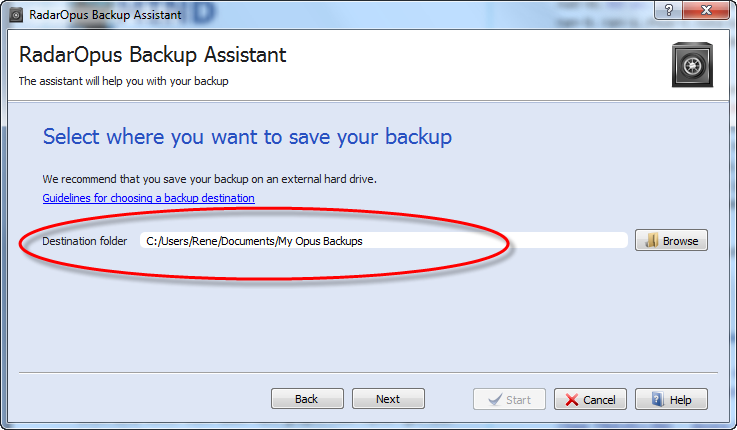 RadarOpus Backup Assistant
RadarOpus Backup Assistant
The assistant will help you with your backup
Select where you want to save your backup
We recommend that you save your backup on an external hard drive.
Guidelines for choosing a backup destination
Destination folder C:/Users/Rene/Documents/My Opus Backups Browse
Back Next Start Cancel Help